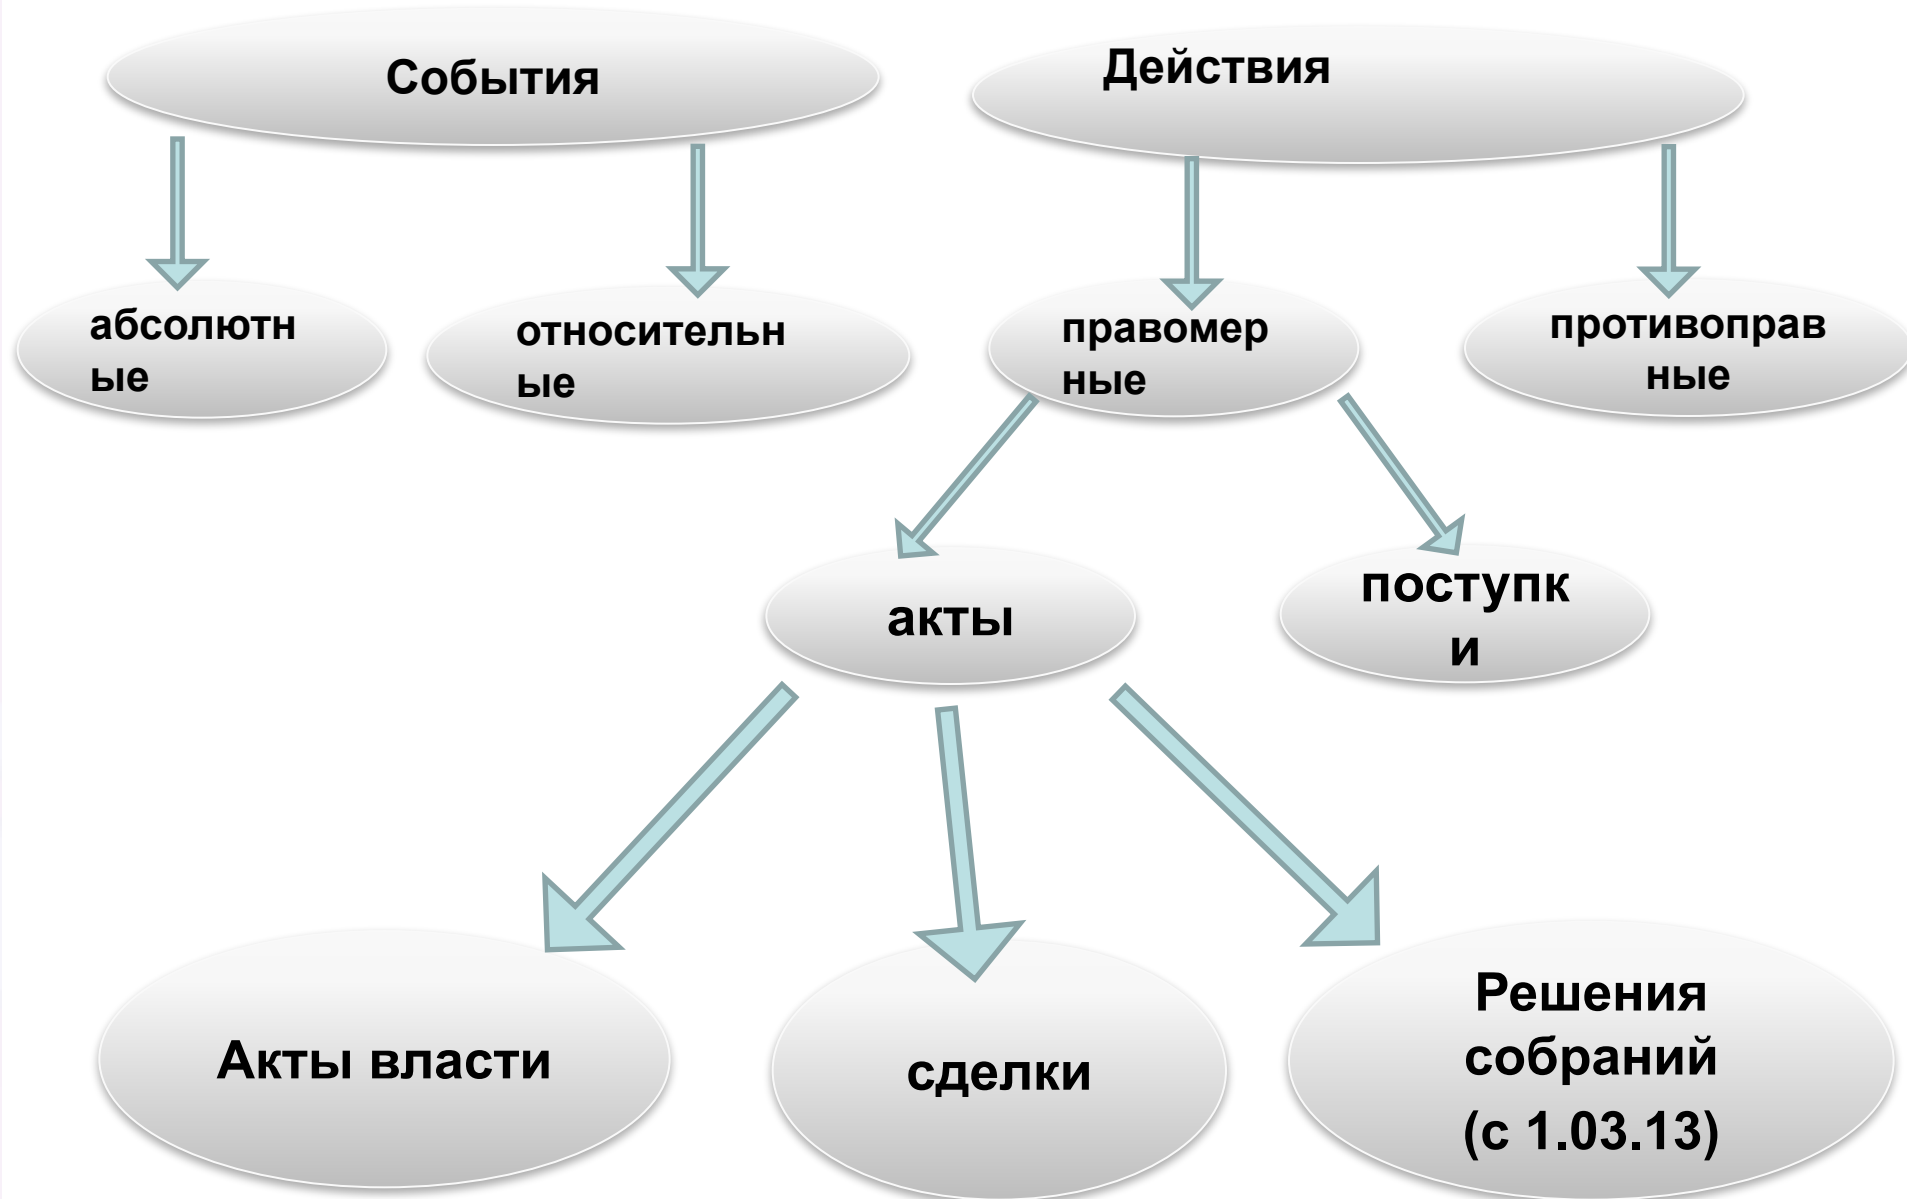 События
Действия
абсолютн
ые
относительн
ые
правомер
ные
противоправ
ные
акты
поступк
и
Акты власти
сделки
Решения
собраний
(с 1.03.13)